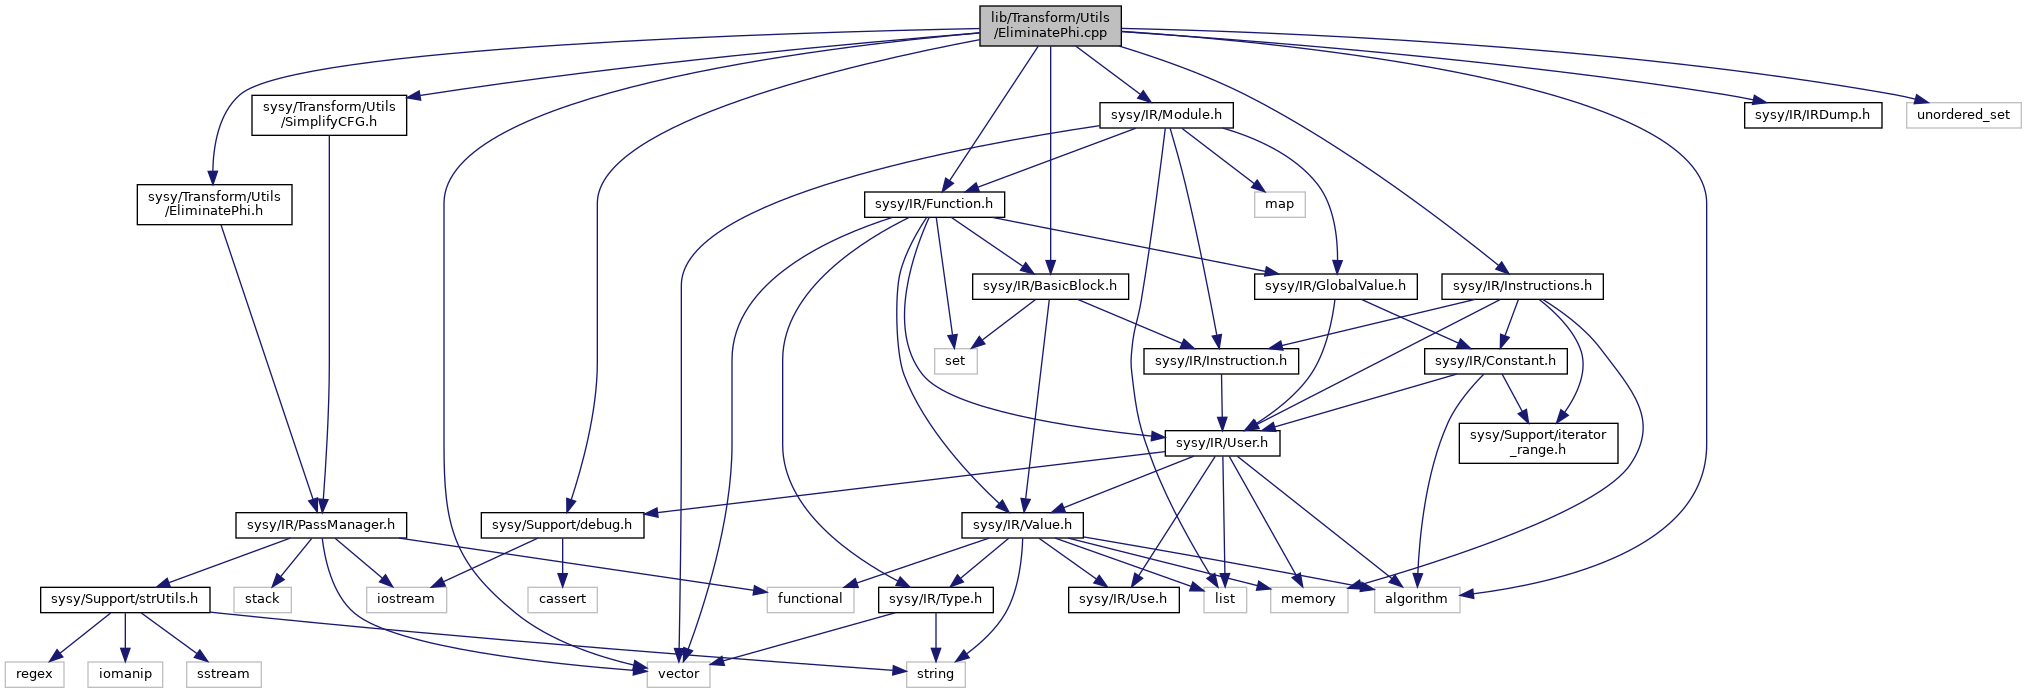 lib/Transform/Utils
/EliminatePhi.cpp
sysy/Transform/Utils
/SimplifyCFG.h
sysy/IR/Module.h
sysy/IR/IRDump.h
unordered_set
sysy/Transform/Utils
/EliminatePhi.h
sysy/IR/Function.h
map
sysy/IR/BasicBlock.h
sysy/IR/GlobalValue.h
sysy/IR/Instructions.h
set
sysy/IR/Instruction.h
sysy/IR/Constant.h
sysy/IR/User.h
sysy/Support/iterator
_range.h
sysy/IR/PassManager.h
sysy/Support/debug.h
sysy/IR/Value.h
sysy/Support/strUtils.h
stack
iostream
cassert
functional
sysy/IR/Type.h
sysy/IR/Use.h
list
memory
algorithm
regex
iomanip
sstream
vector
string